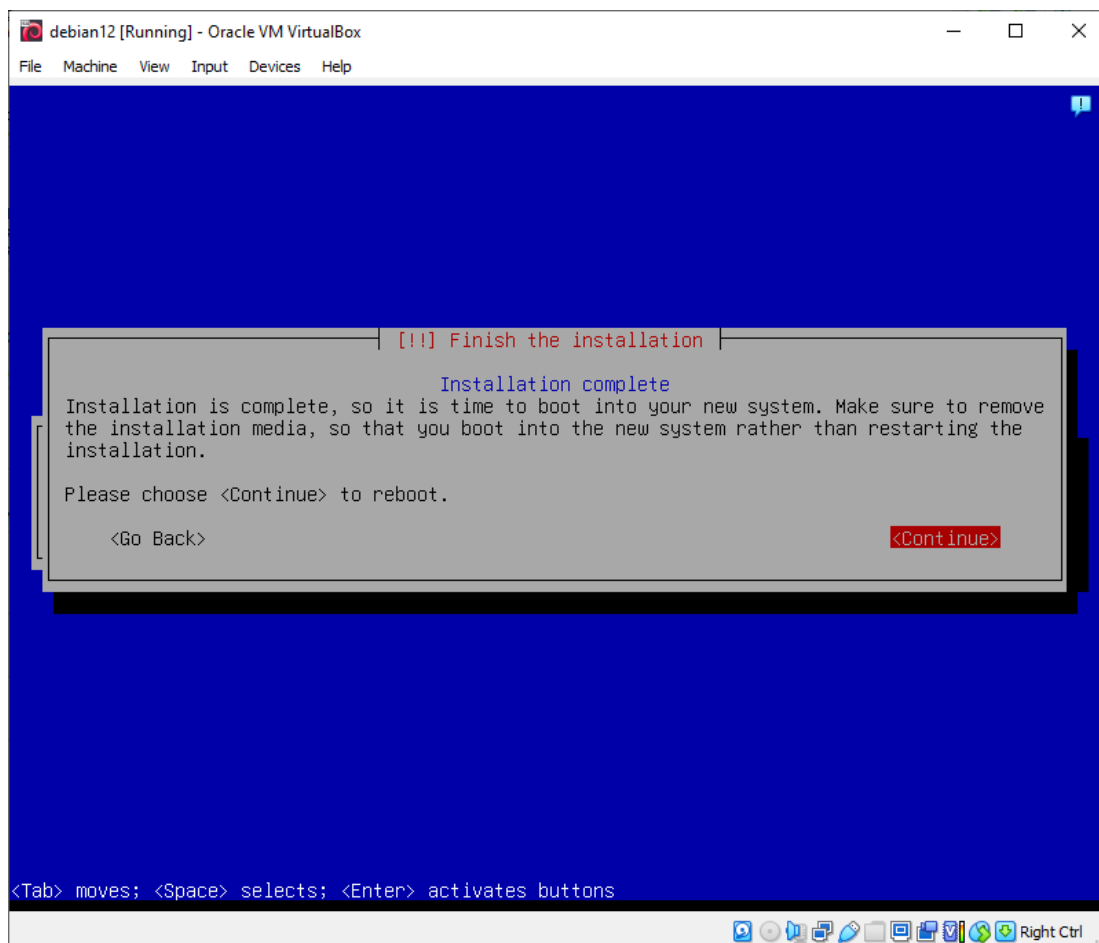 debian12 [Running] - Oracle VM VirtualBox
File Machine View Input Devices Help
[!!] Finish the installation
Installation complete
Installation is complete, so it is time to boot into your new system. Make sure to remove
the installation media, so that you boot into the new system rather than restarting the
installation.
Please choose <Continue> to reboot.
<Go Back> <Continue>
<Tab> moves; <Space> selects; <Enter> activates buttons
Right Ctrl